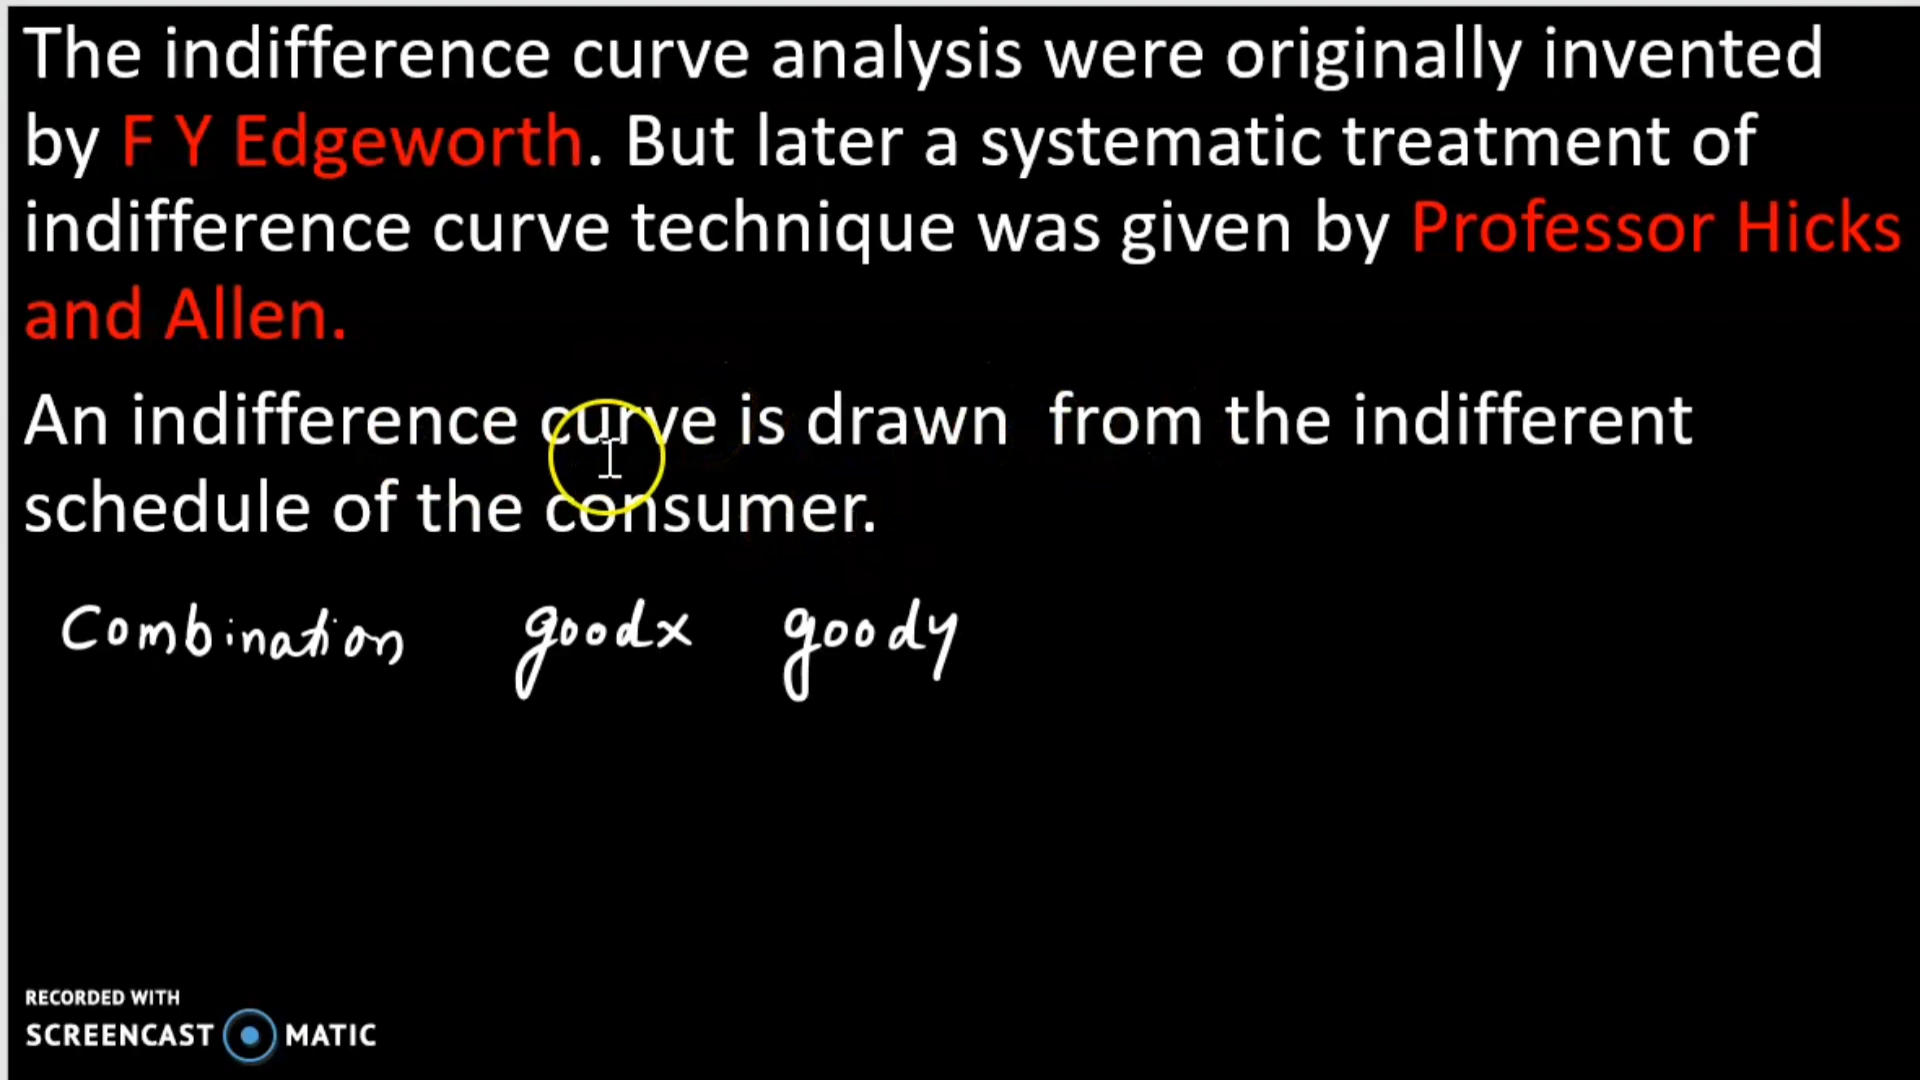 The indifference curve analysis were originally invented
by F Y Edgeworth. But later a systematic treatment of
indifference curve technique was given by Professor Hicks
and Allen.
An indifference curve is drawn from the indifferent
schedule of the consumer.
Combination goodx goody
RECORDED WITH
SCREENCAST MATIC